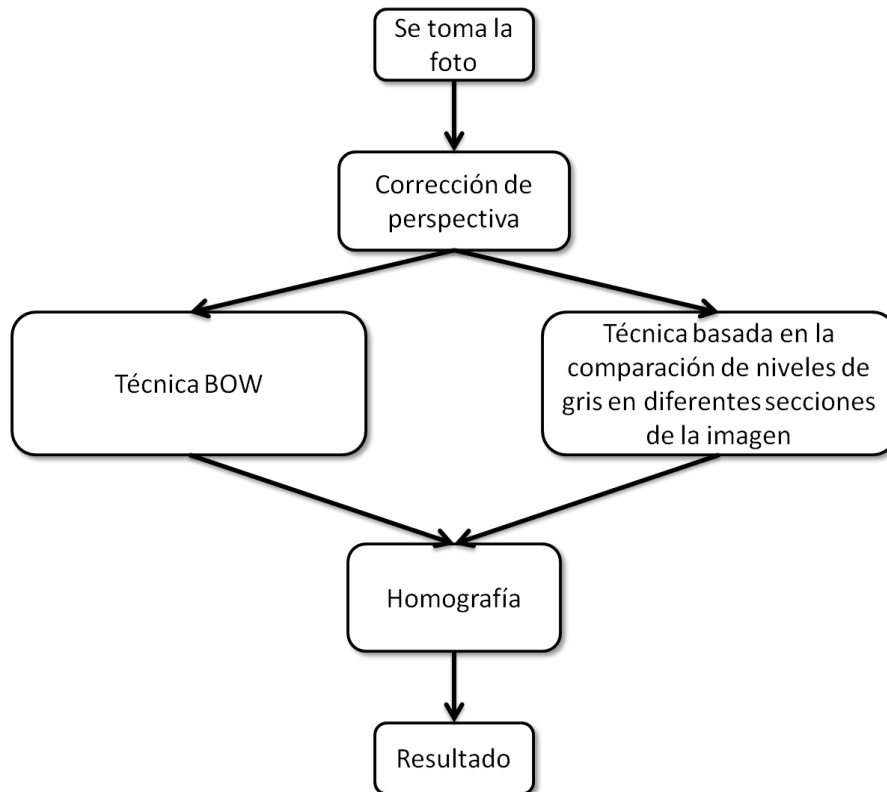 Se toma la
foto
Corrección de
perspectiva
Técnica BOW
Técnica basada en la
comparación de niveles de
gris en diferentes secciones
de la imagen
Homografía
Resultado